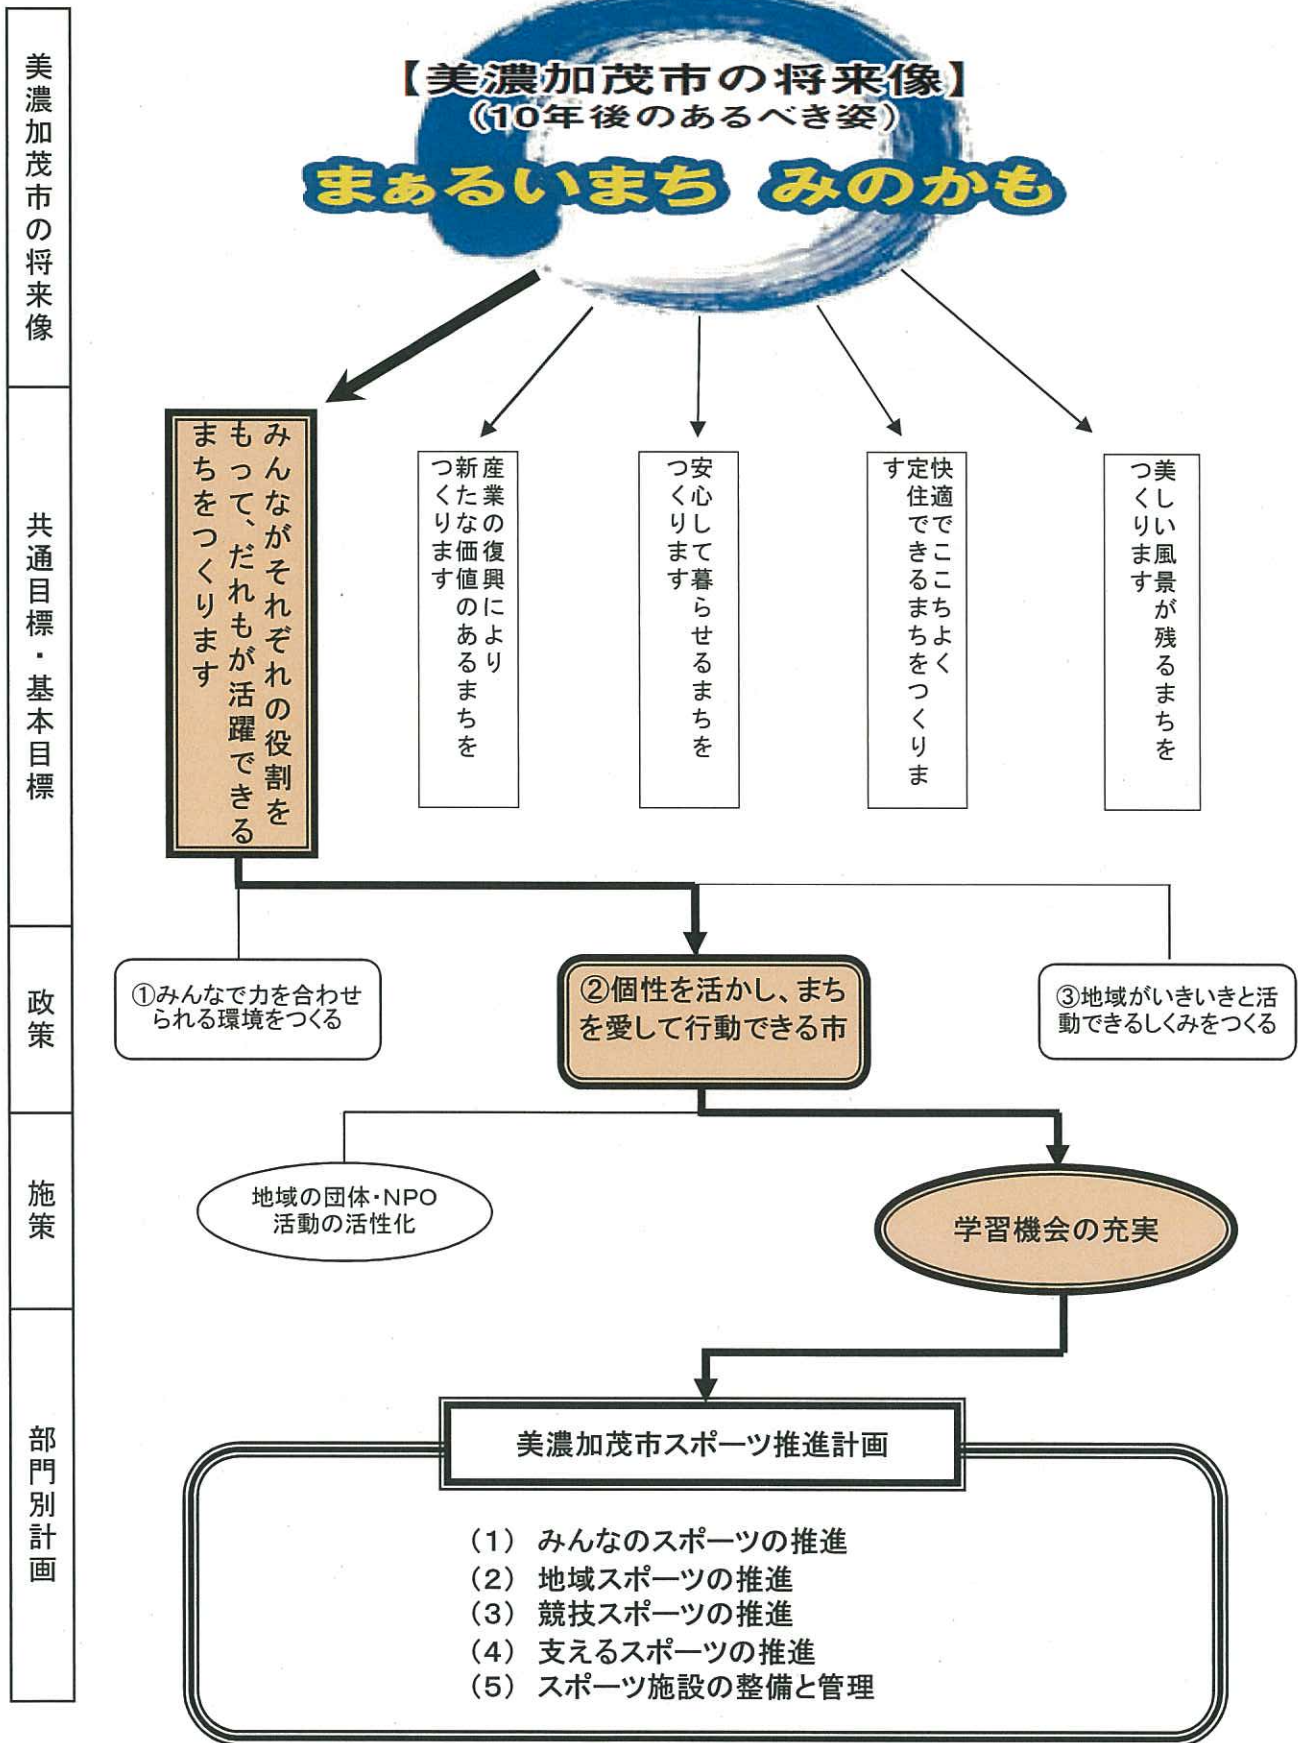 美濃加茂市の将来像
【美濃加茂市の将来像】
(10年後のあるべき姿)
まぁるいまち みのかも
共通目標・基本目標
みんながそれぞれの役割を
もって、だれもが活躍できる
まちをつくります
産業の復興により
新たな価値のあるまちを
つくります
安心して暮らせるまちを
つくります
快適でここちよく
定住できるまちをつくりま
す
美しい風景が残るまちを
つくります
政策
①みんなで力を合わせ
られる環境をつくる
②個性を活かし、まち
を愛して行動できる市
③地域がいきいきと活
動できるしくみをつくる
施策
地域の団体・NPO
活動の活性化
学習機会の充実
部門別計画
美濃加茂市スポーツ推進計画
(1) みんなのスポーツの推進
(2) 地域スポーツの推進
(3) 競技スポーツの推進
(4) 支えるスポーツの推進
(5) スポーツ施設の整備と管理